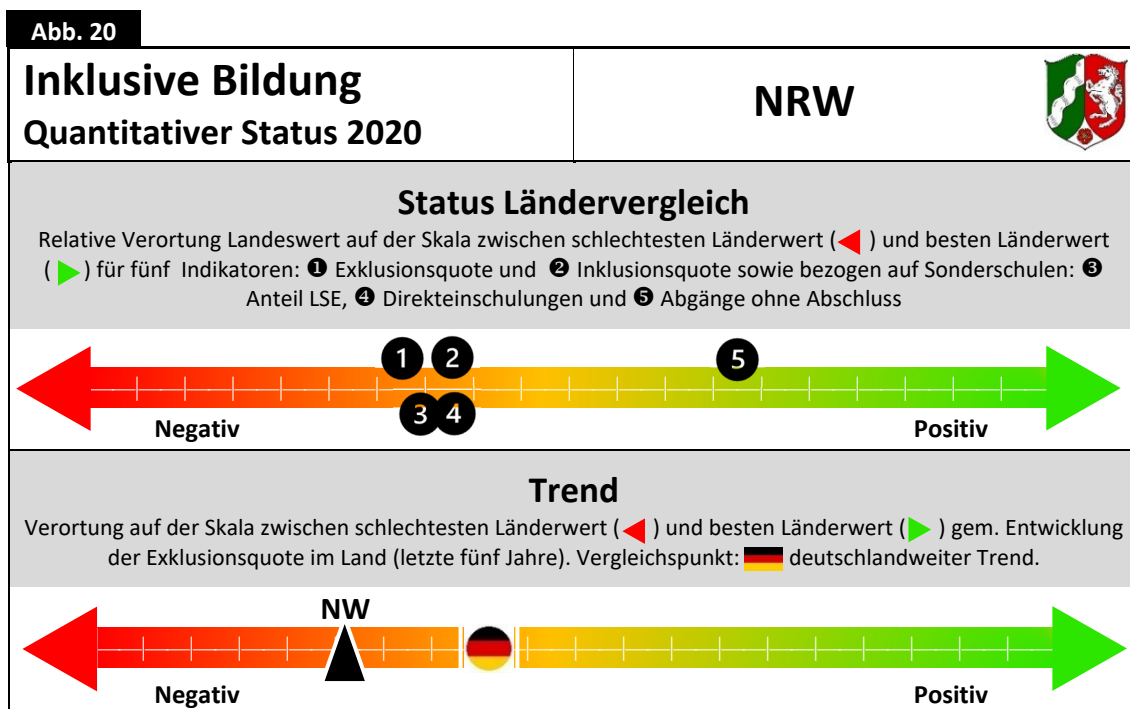 Abb. 20
Inklusive Bildung
Quantitativer Status 2020
NRW
Status Ländervergleich
Relative Verortung Landeswert auf der Skala zwischen schlechtesten Länderwert (◀ ) und besten Länderwert
( ▶ ) für fünf Indikatoren: ❶ Exklusionsquote und ❷ Inklusionsquote sowie bezogen auf Sonderschulen: ❸
Anteil LSE, ❹ Direkteinschulungen und ❺ Abgänge ohne Abschluss
1 2 5
3 4
Negativ Positiv
Trend
Verortung auf der Skala zwischen schlechtesten Länderwert (◀ ) und besten Länderwert (▶ ) gem. Entwicklung
der Exklusionsquote im Land (letzte fünf Jahre). Vergleichspunkt: deutschlandweiter Trend.
NW
Negativ Positiv